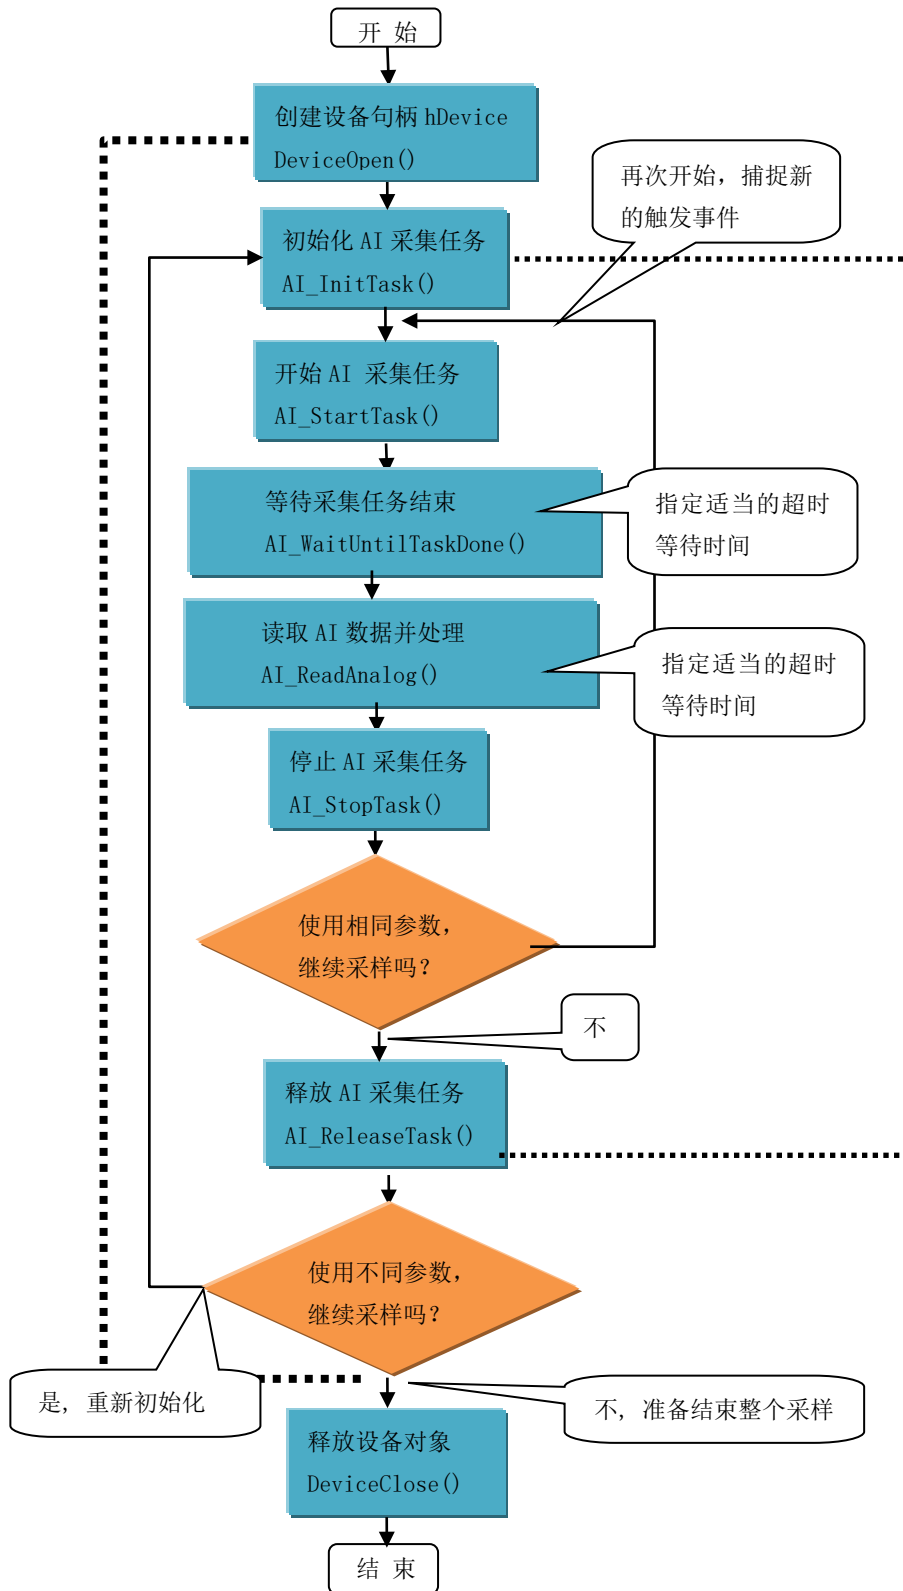 开 始
创建设备句柄 hDevice
DeviceOpen()
再次开始，捕捉新
的触发事件
初始化 AI 采集任务
AI_InitTask()
开始 AI 采集任务
AI_StartTask()
等待采集任务结束
AI_WaitUntilTaskDone()
指定适当的超时
等待时间
读取 AI 数据并处理
AI_ReadAnalog()
指定适当的超时
等待时间
停止 AI 采集任务
AI_StopTask()
使用相同参数，
继续采样吗？
不
释放 AI 采集任务
AI_ReleaseTask()
使用不同参数，
继续采样吗？
是，重新初始化
不，准备结束整个采样
释放设备对象
DeviceClose()
结 束